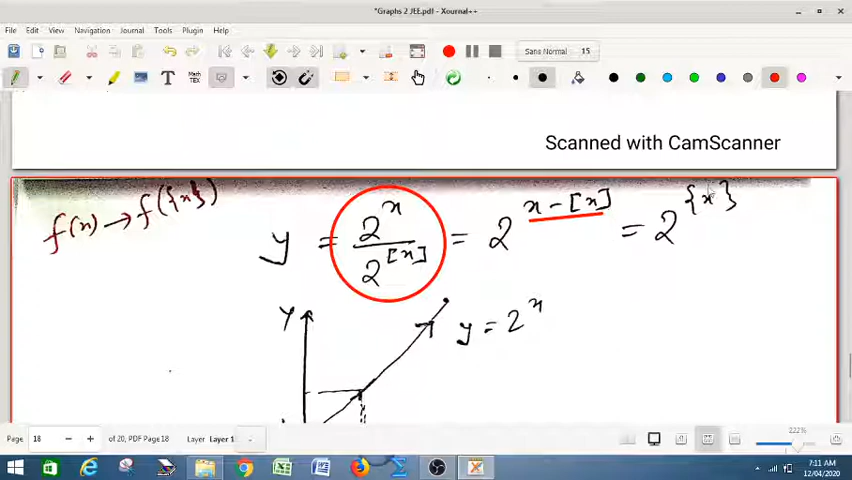 *Graphs 2 JEE.pdf - Xournal++
File Edit View Navigation Journal Tools Plugin Help
Sans Normal 15
T Math TEX
Scanned with CamScanner
f(x) → f({x})
y = 2^x / 2^[x] = 2^(x-[x]) = 2^{x}
Y
y = 2^x
Page 18 of 20, PDF Page 18 Layer Layer 1
222%
7:11 AM
12/04/2020